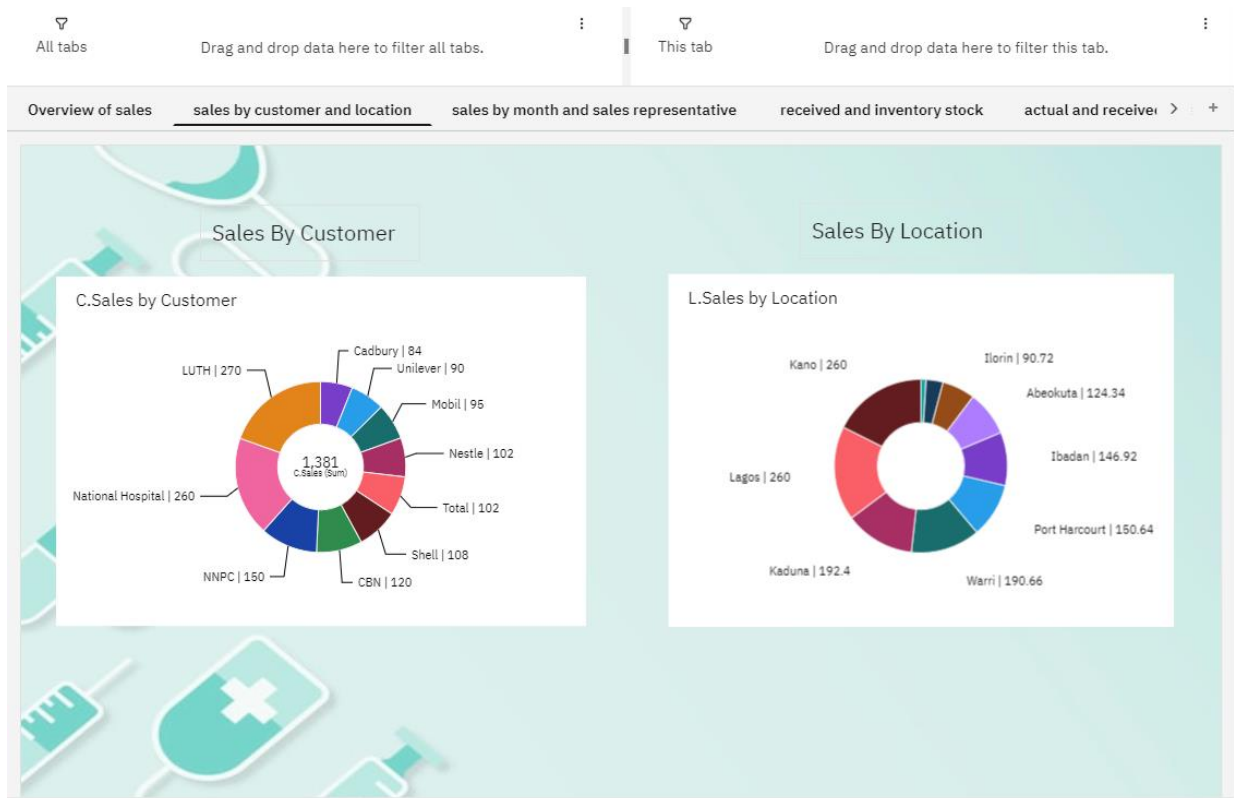 All tabs
Drag and drop data here to filter all tabs.
This tab
Drag and drop data here to filter this tab.
Overview of sales
sales by customer and location
sales by month and sales representative
received and inventory stock
actual and receive
Sales By Customer
C.Sales by Customer
Cadbury | 84
Unilever | 90
Mobil | 95
Nestle | 102
Total | 102
Shell | 108
CBN | 120
NNPC | 150
National Hospital | 260
LUTH | 270
1,381
C.Sales (Sum)
Sales By Location
L.Sales by Location
Ilorin | 90.72
Abeokuta | 124.34
Ibadan | 146.92
Port Harcourt | 150.64
Warri | 190.66
Kaduna | 192.4
Lagos | 260
Kano | 260